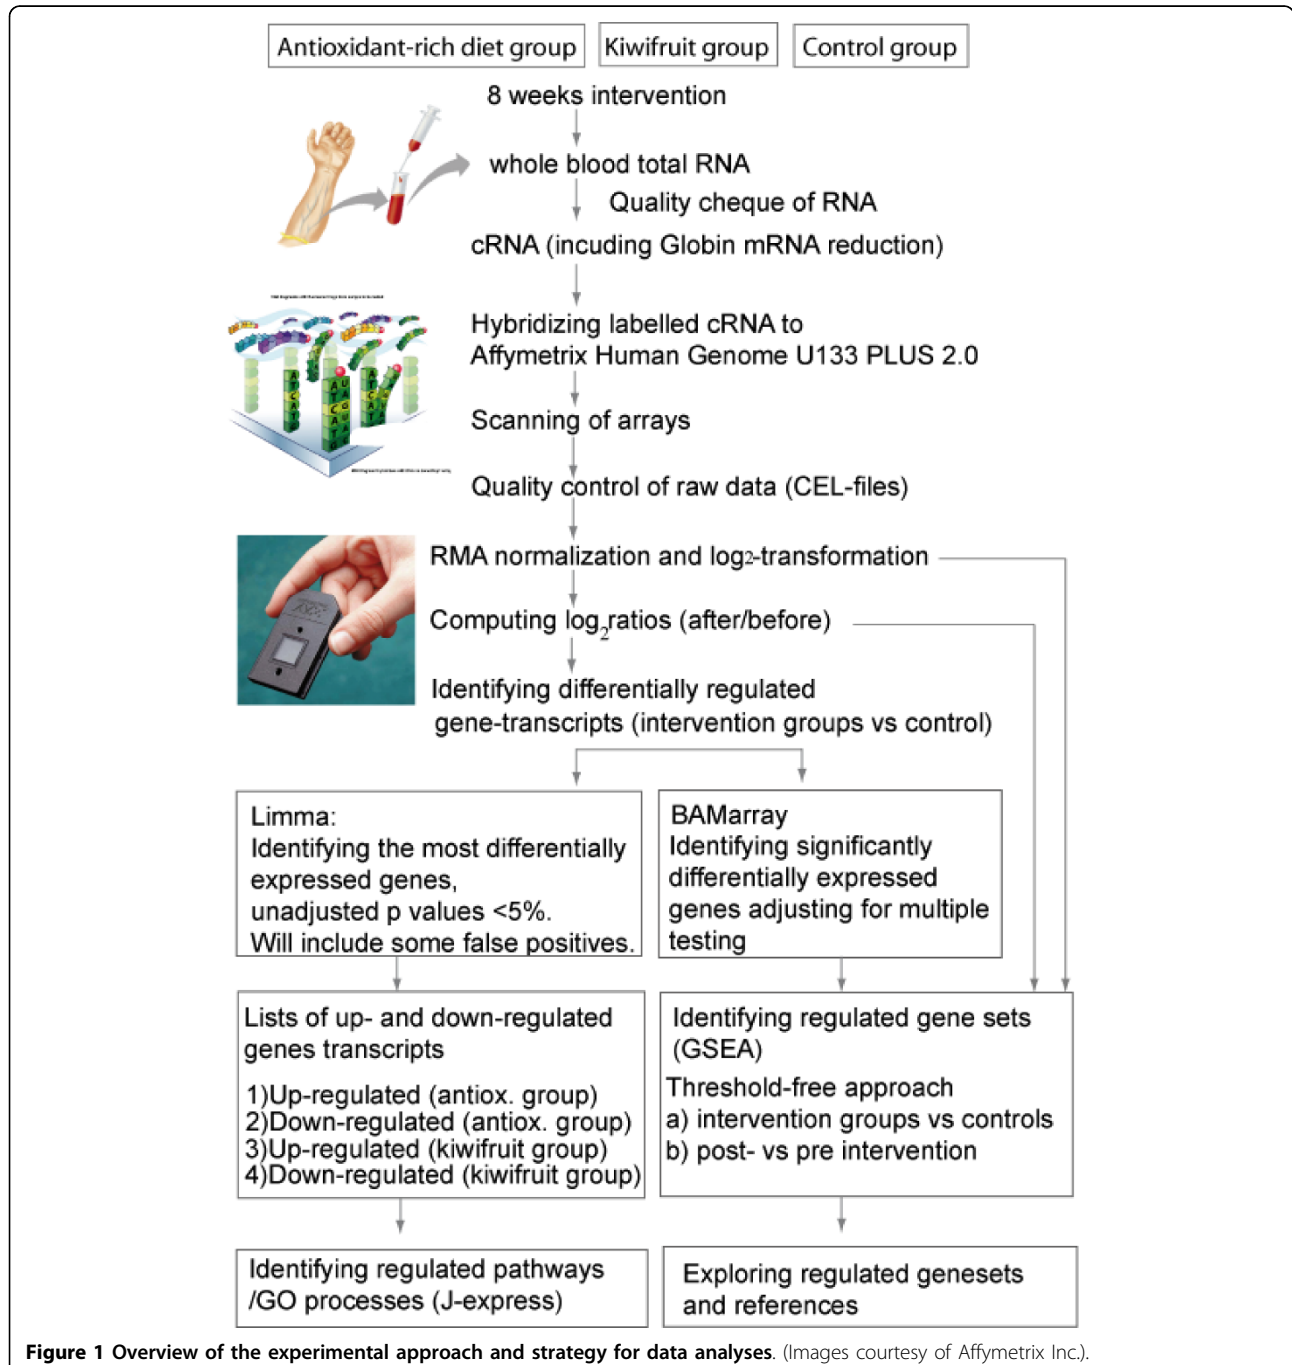 Antioxidant-rich diet group
Kiwifruit group
Control group
8 weeks intervention
whole blood total RNA
Quality cheque of RNA
cRNA (incuding Globin mRNA reduction)
Hybridizing labelled cRNA to
Affymetrix Human Genome U133 PLUS 2.0
Scanning of arrays
Quality control of raw data (CEL-files)
RMA normalization and log2-transformation
Computing log2ratios (after/before)
Identifying differentially regulated
gene-transcripts (intervention groups vs control)
Limma:
Identifying the most differentially
expressed genes,
unadjusted p values <5%.
Will include some false positives.
BAMarray
Identifying significantly
differentially expressed
genes adjusting for multiple
testing
Lists of up- and down-regulated
genes transcripts
1)Up-regulated (antiox. group)
2)Down-regulated (antiox. group)
3)Up-regulated (kiwifruit group)
4)Down-regulated (kiwifruit group)
Identifying regulated gene sets
(GSEA)
Threshold-free approach
a) intervention groups vs controls
b) post- vs pre intervention
Identifying regulated pathways
/GO processes (J-express)
Exploring regulated genesets
and references
Figure 1 Overview of the experimental approach and strategy for data analyses. (Images courtesy of Affymetrix Inc.).